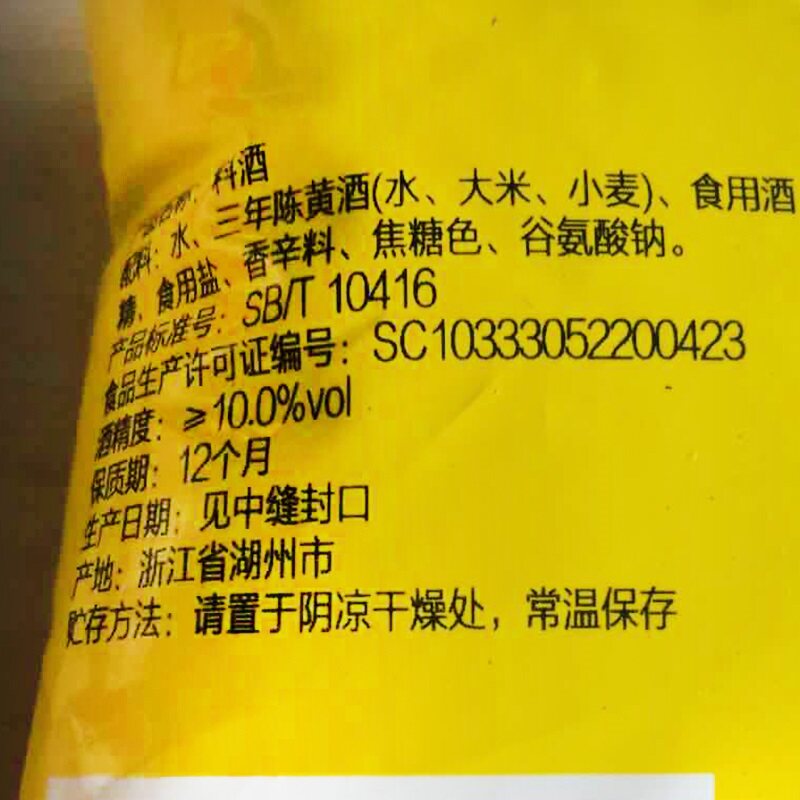 产品名称：料酒
配料：水、三年陈黄酒(水、大米、小麦)、食用酒
精、食用盐、香辛料、焦糖色、谷氨酸钠。
产品标准号：SB/T 10416
食品生产许可证编号：SC10333052200423
酒精度：≥10.0%vol
保质期：12个月
生产日期：见中缝封口
产地：浙江省湖州市
贮存方法：请置于阴凉干燥处，常温保存